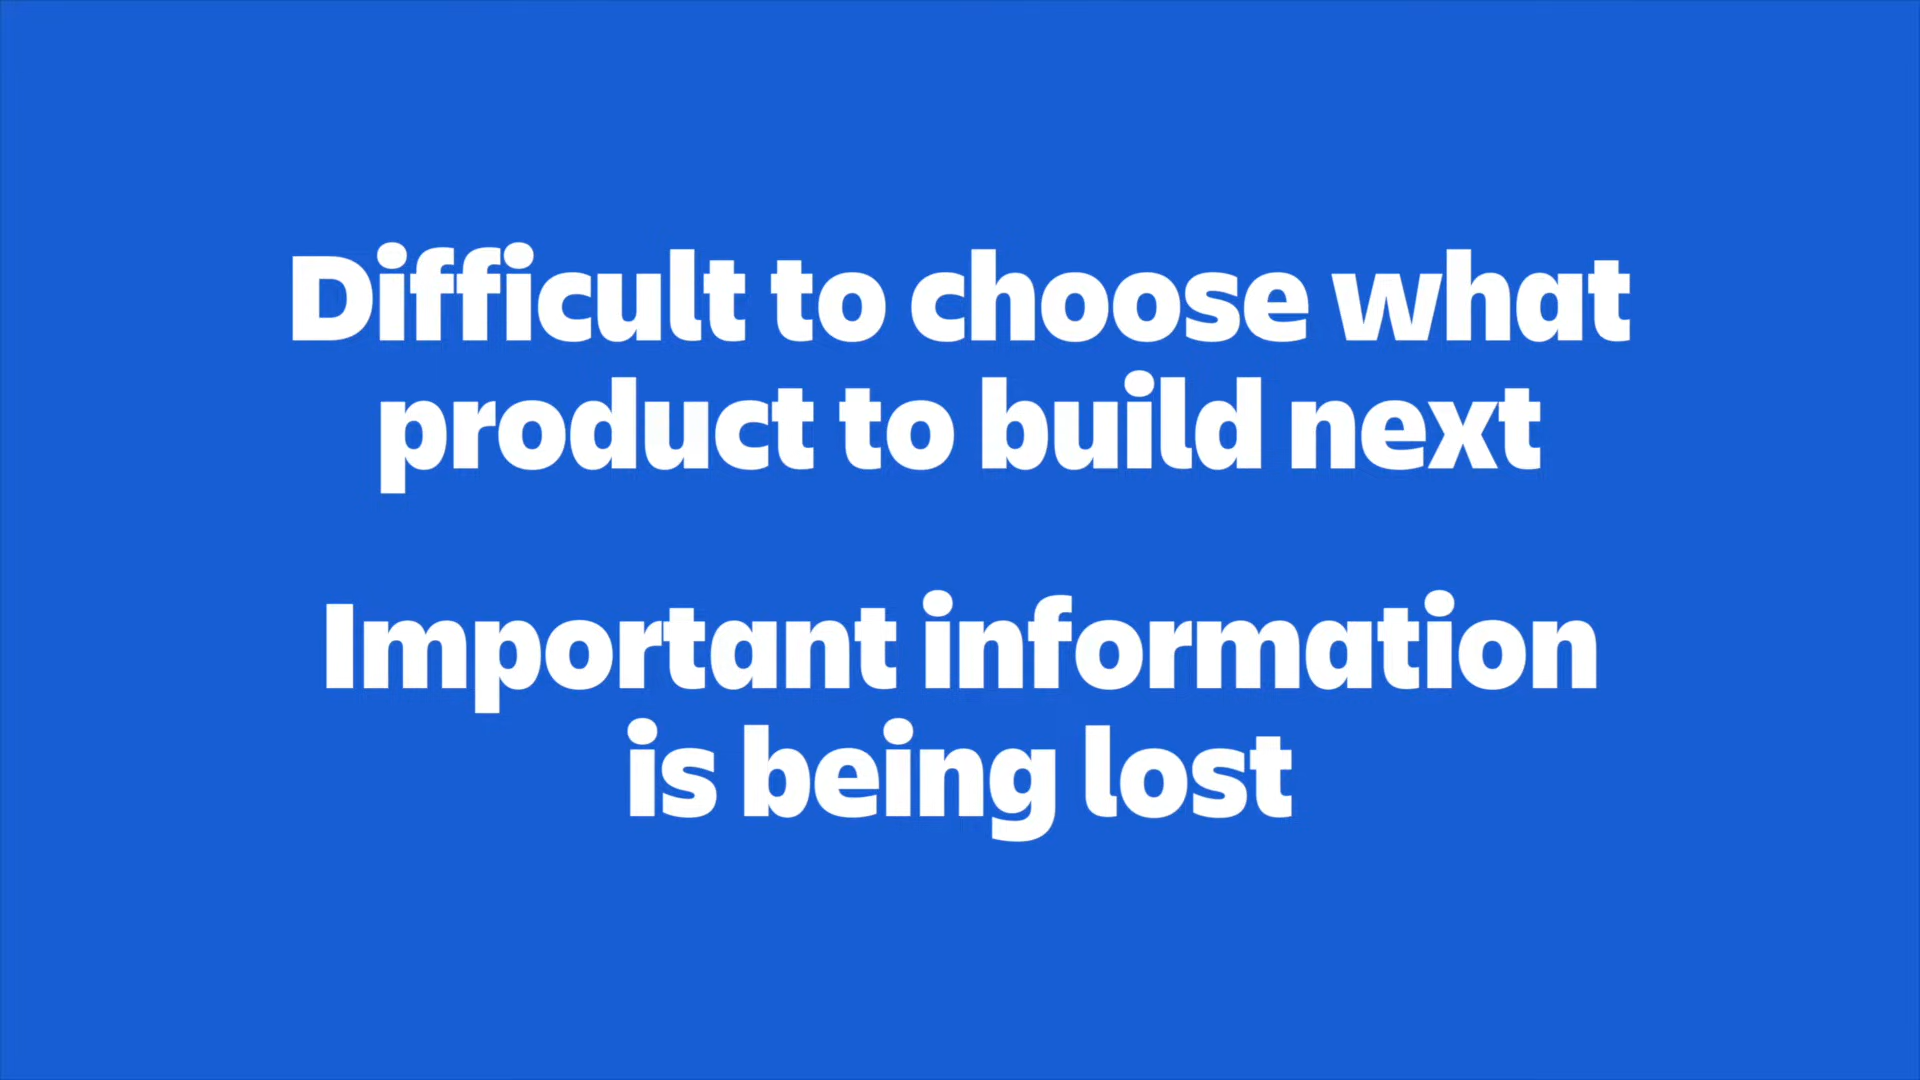 Difficult to choose what
product to build next
Important information
is being lost